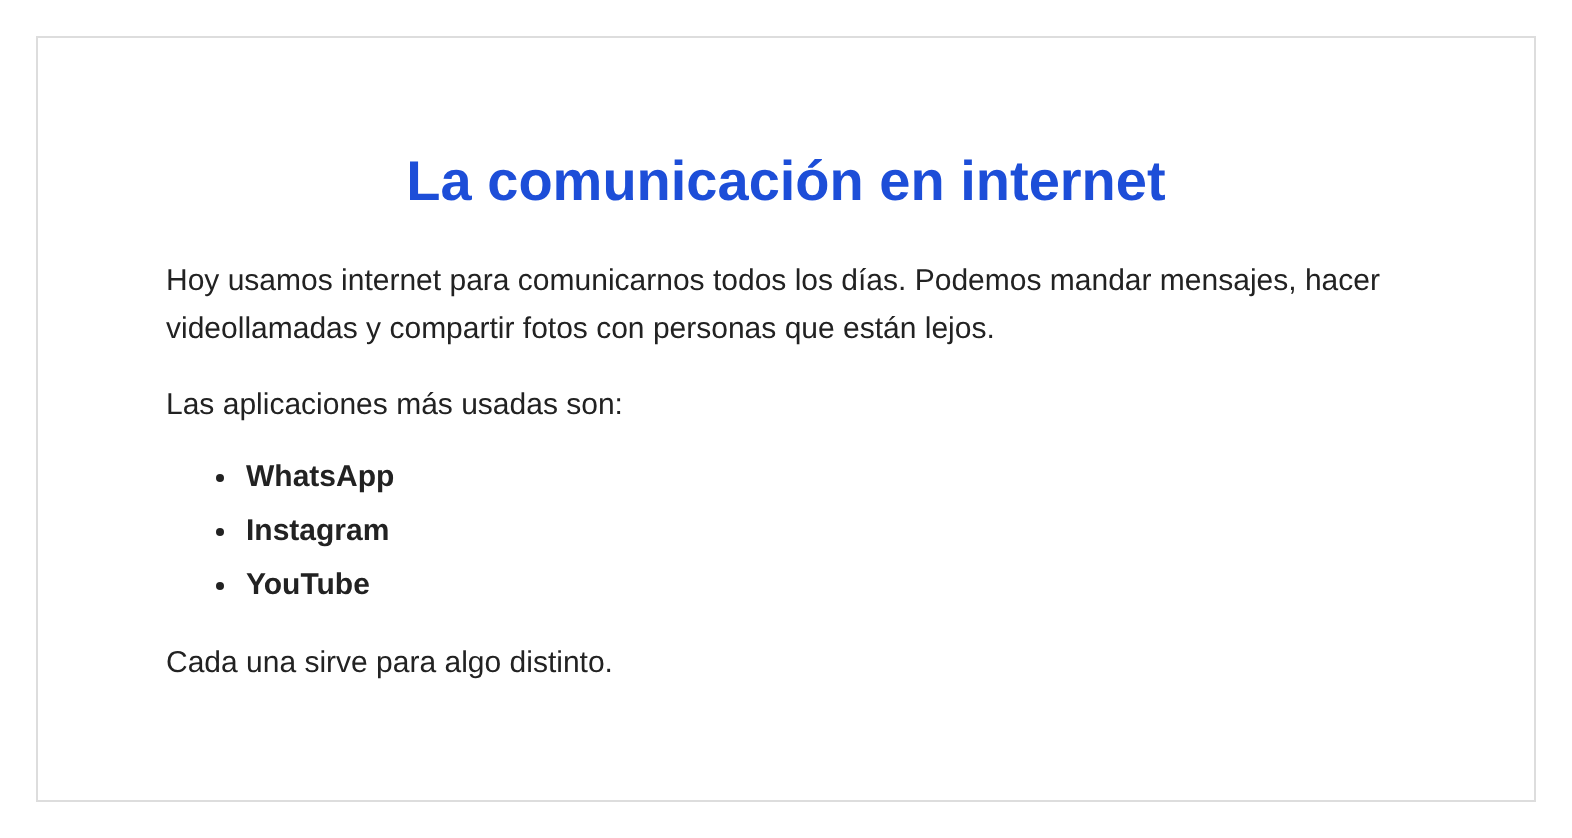 La comunicación en internet
Hoy usamos internet para comunicarnos todos los días. Podemos mandar mensajes, hacer
videollamadas y compartir fotos con personas que están lejos.
Las aplicaciones más usadas son:
• WhatsApp
• Instagram
• YouTube
Cada una sirve para algo distinto.